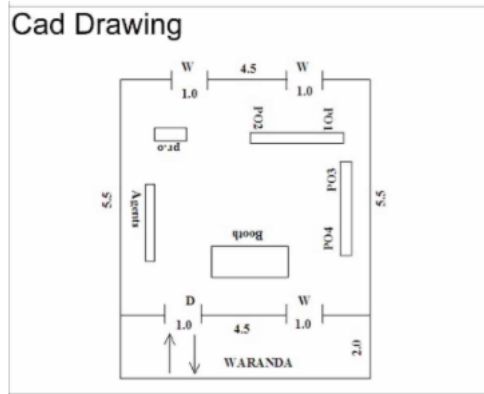 Cad Drawing
W 4.5 W
1.0 1.0
PO2 PO1
pr.o
PO3
5.5 Agents 5.5
Booth PO4
D W
1.0 4.5 1.0
2.0
WARANDA